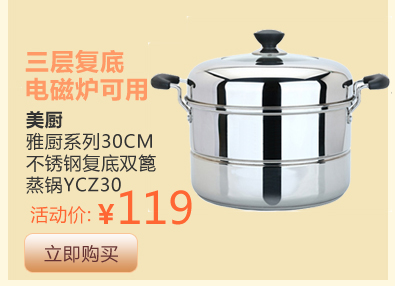 三层复底
电磁炉可用
美厨
雅厨系列30CM
不锈钢复底双篦
蒸锅YCZ30
活动价:¥119
立即购买